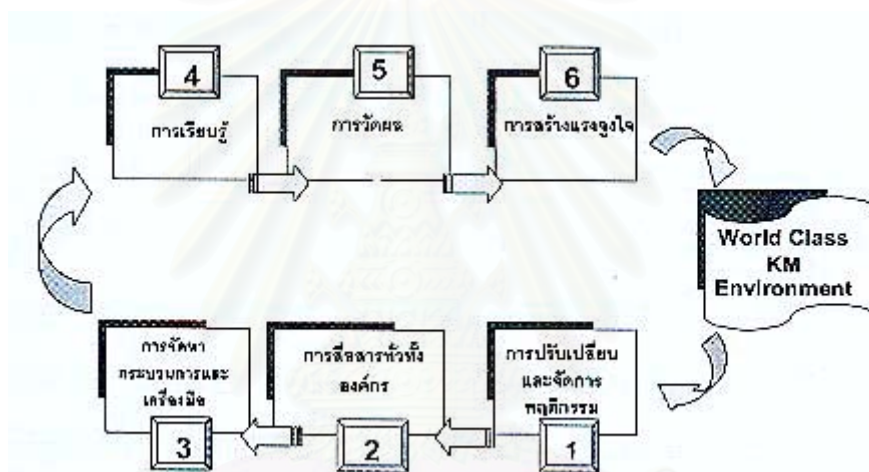 4
การเรียนรู้
5
การวัดผล
6
การสร้างแรงจูงใจ
World Class
KM
Environment
การจัดหา
กระบวนการและ
เครื่องมือ
3
การสื่อสารทั่วทั้ง
องค์กร
2
การปรับเปลี่ยน
และจัดการ
พฤติกรรม
1